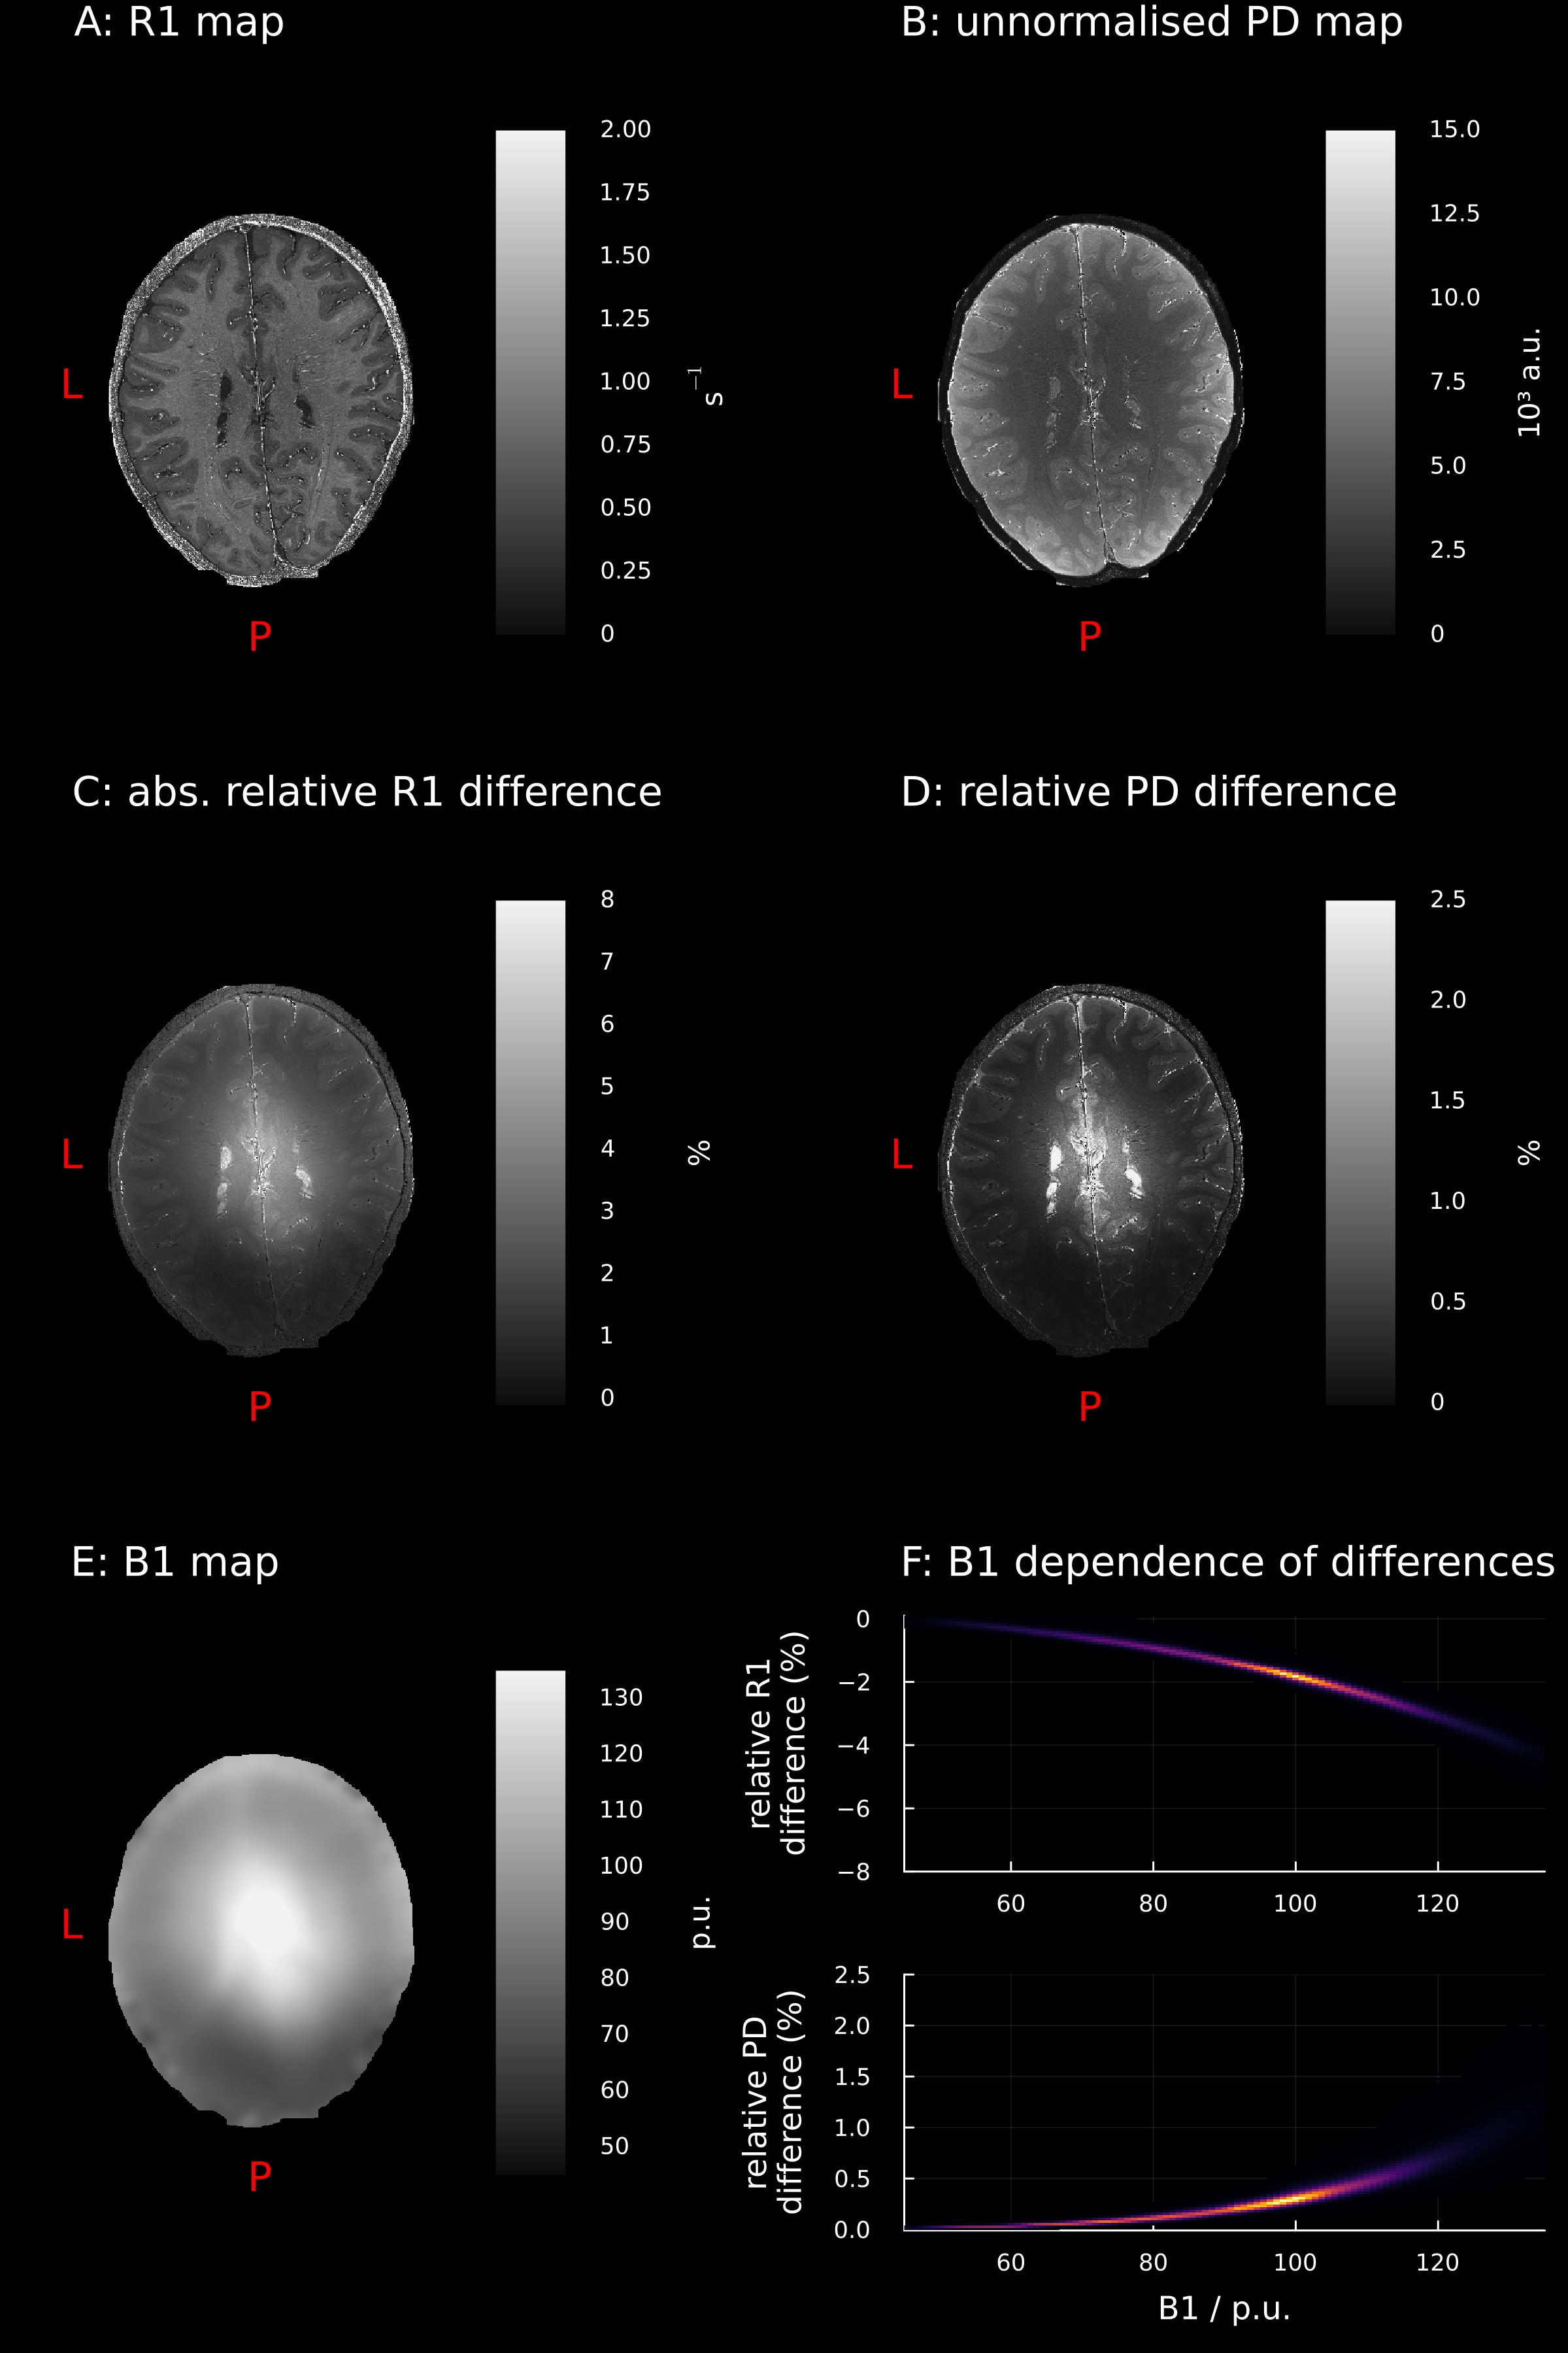 A: R1 map
2.00
1.75
1.50
1.25
1.00
0.75
0.50
0.25
0
s⁻¹
L
P
B: unnormalised PD map
15.0
12.5
10.0
7.5
5.0
2.5
0
10³ a.u.
L
P
C: abs. relative R1 difference
8
7
6
5
4
3
2
1
0
%
L
P
D: relative PD difference
2.5
2.0
1.5
1.0
0.5
0
%
L
P
E: B1 map
130
120
110
100
90
80
70
60
50
p.u.
L
P
F: B1 dependence of differences
relative R1
difference (%)
0
−2
−4
−6
−8
60 80 100 120
relative PD
difference (%)
2.5
2.0
1.5
1.0
0.5
0.0
60 80 100 120
B1 / p.u.